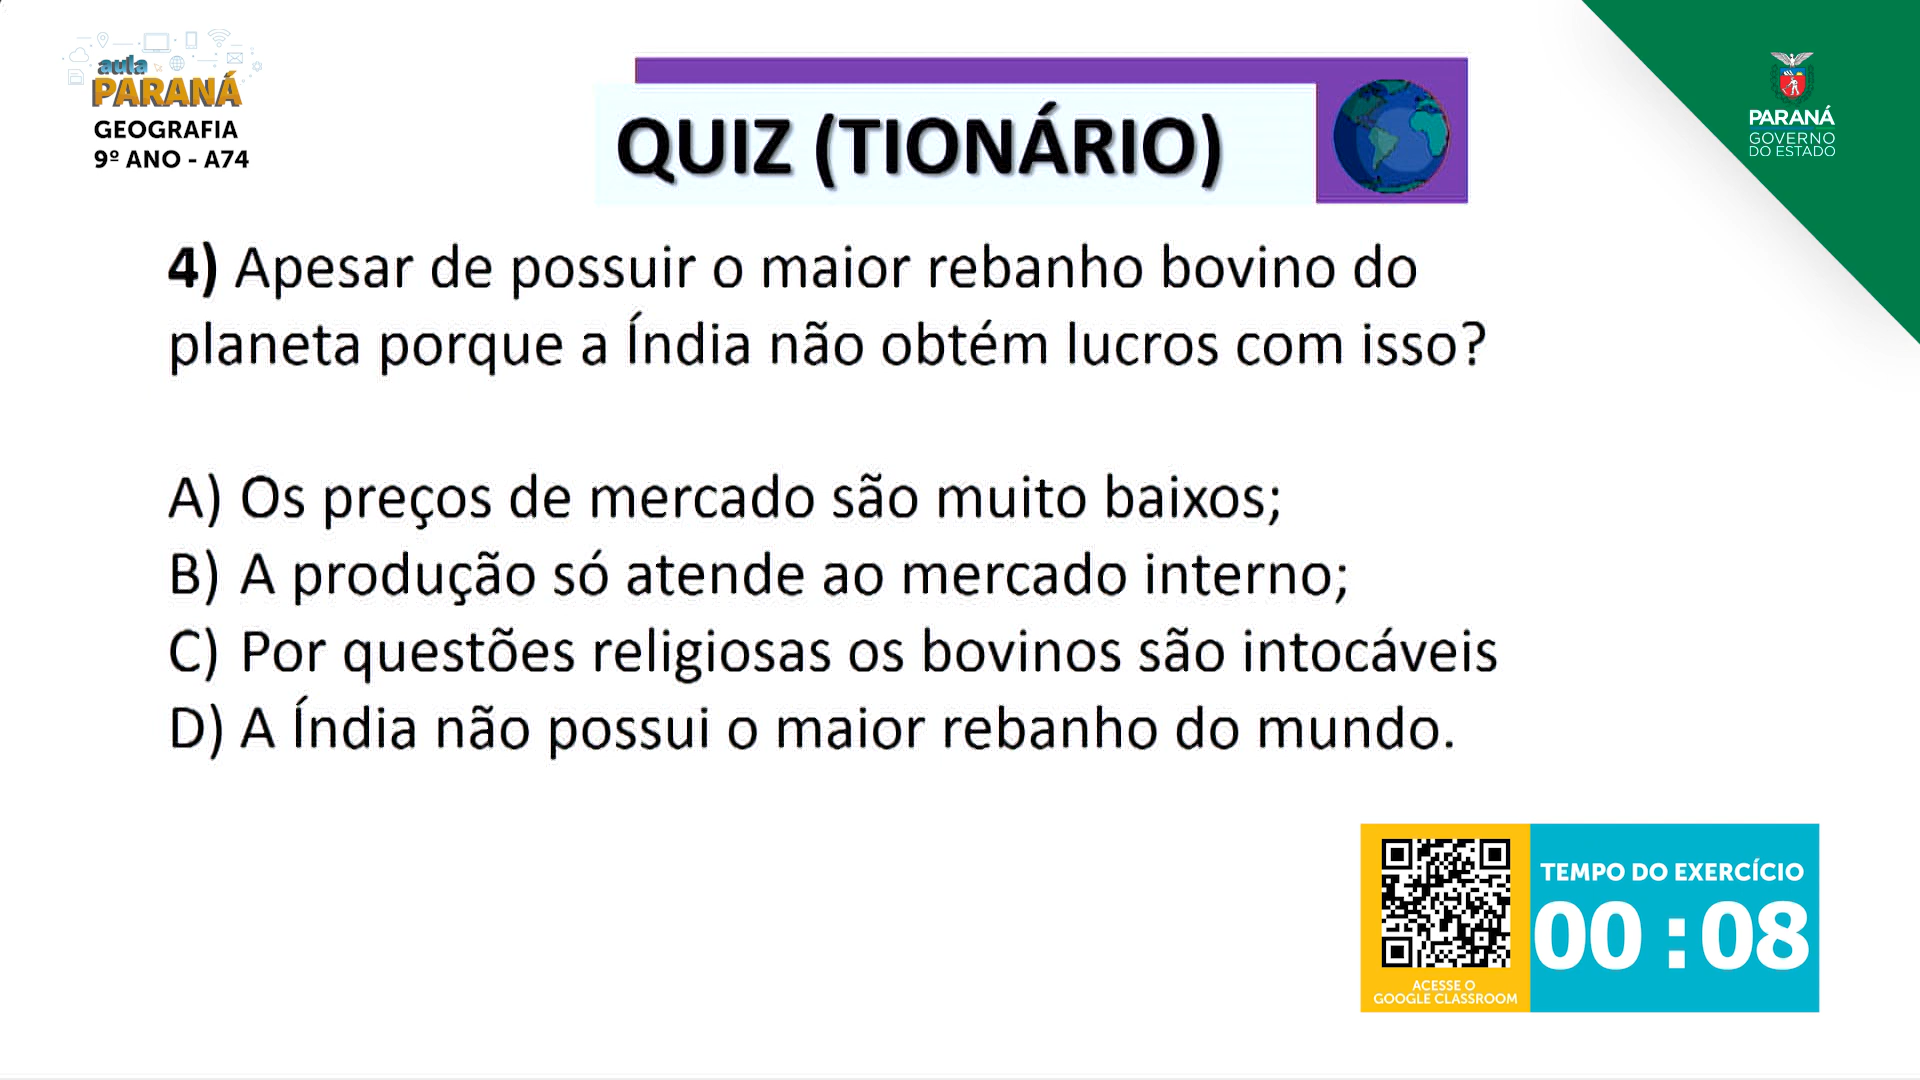 aula
PARANÁ
GEOGRAFIA
9º ANO - A74
QUIZ (TIONÁRIO)
PARANÁ
GOVERNO
DO ESTADO
4) Apesar de possuir o maior rebanho bovino do
planeta porque a Índia não obtém lucros com isso?
A) Os preços de mercado são muito baixos;
B) A produção só atende ao mercado interno;
C) Por questões religiosas os bovinos são intocáveis
D) A Índia não possui o maior rebanho do mundo.
TEMPO DO EXERCÍCIO
00 : 08
ACESSE O
GOOGLE CLASSROOM